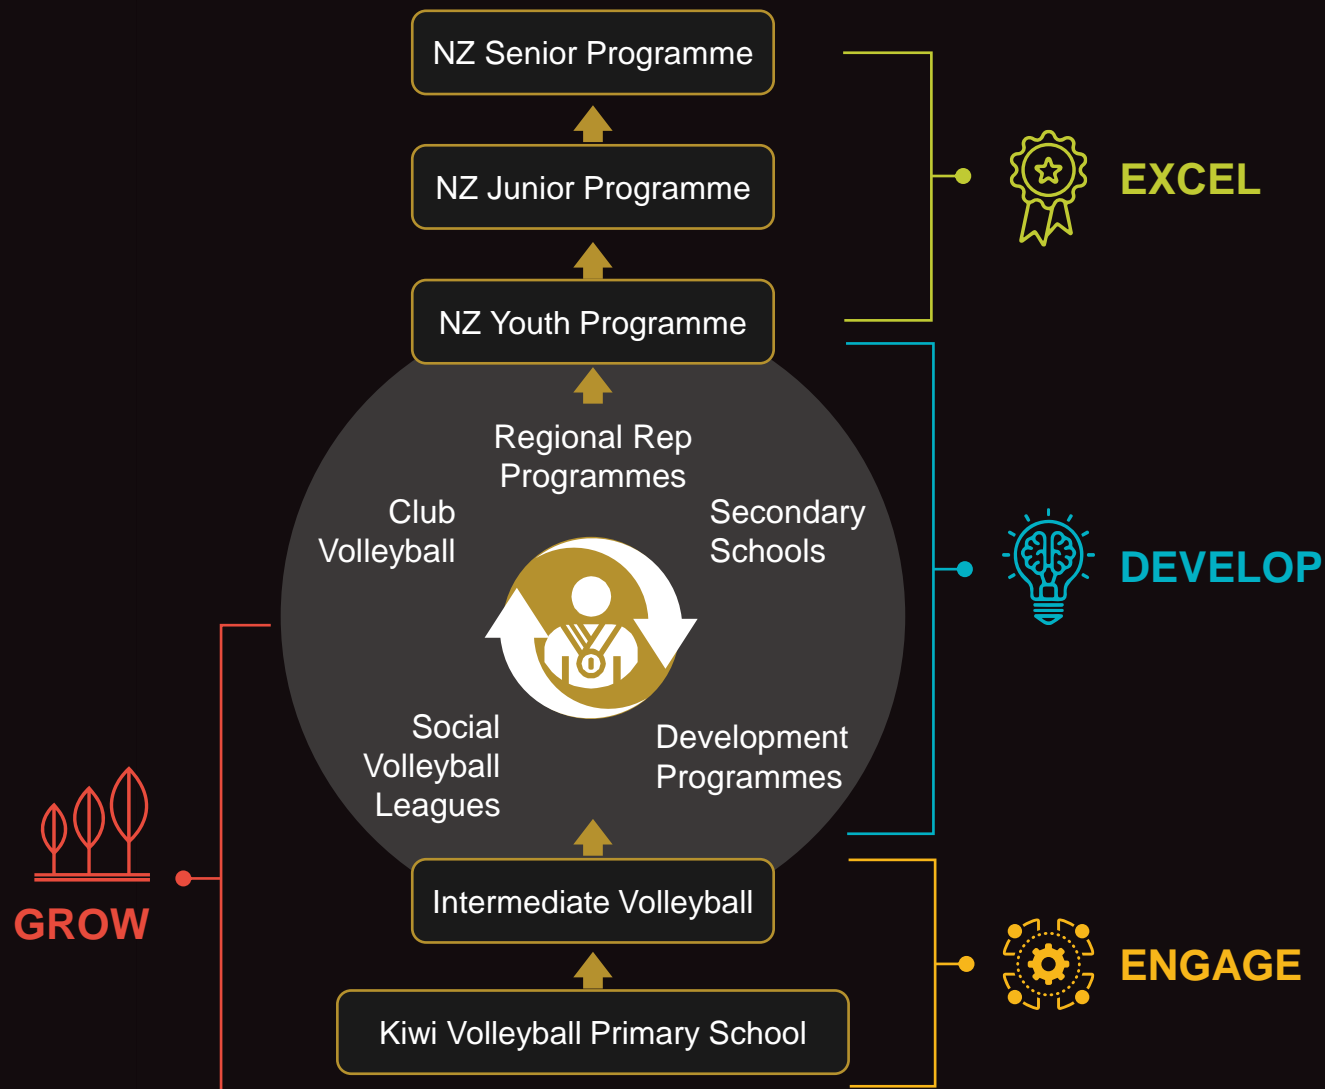 NZ Senior Programme
EXCEL
NZ Junior Programme
NZ Youth Programme
Regional Rep
Programmes
Club
Volleyball
Secondary
Schools
DEVELOP
Social
Volleyball
Leagues
Development
Programmes
GROW
Intermediate Volleyball
ENGAGE
Kiwi Volleyball Primary School